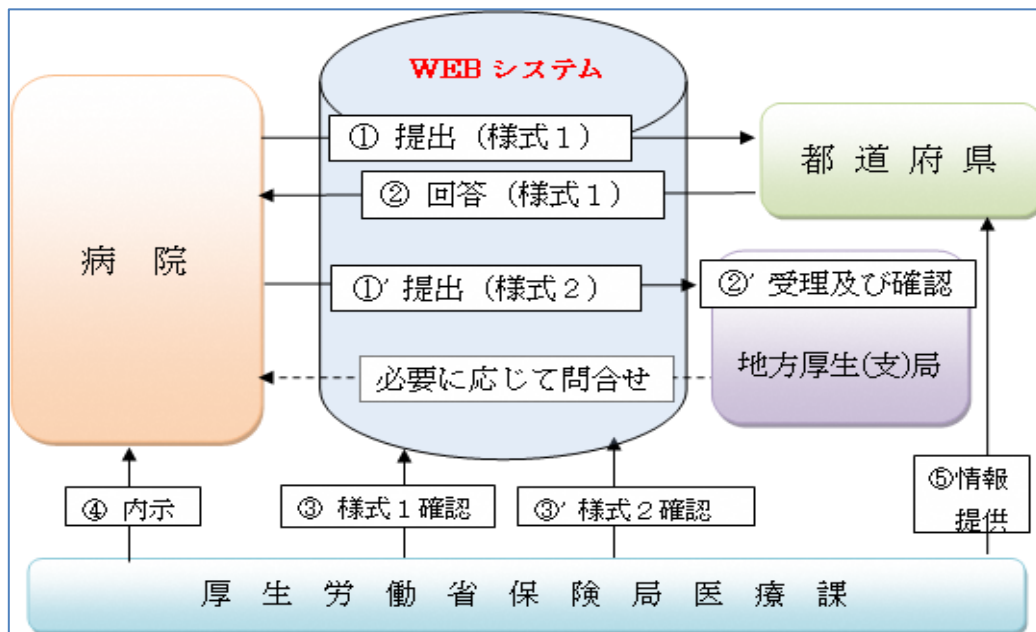 WEBシステム
① 提出（様式１）
都道府県
② 回答（様式１）
病院
①’ 提出（様式２）
②’ 受理及び確認
地方厚生(支)局
必要に応じて問合せ
④ 内示
③ 様式１確認
③’ 様式２確認
⑤’情報
提供
厚生労働省保険局医療課